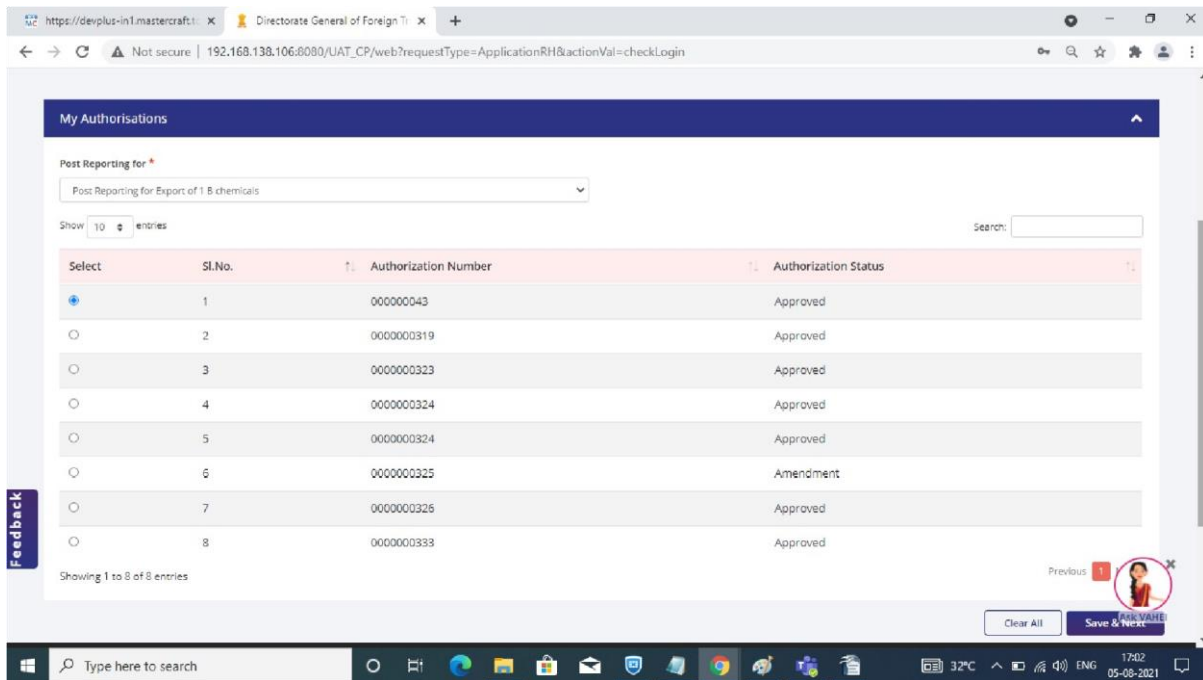 https://devplus-in1.mastercraft.t
Directorate General of Foreign Tr
Not secure | 192.168.138.106:8080/UAT_CP/web?requestType=ApplicationRH&actionVal=checkLogin
My Authorisations
Post Reporting for *
Post Reporting for Export of 1 B chemicals
Show 10 entries Search:
Select Sl.No. Authorization Number Authorization Status
1 000000043 Approved
2 0000000319 Approved
3 0000000323 Approved
4 0000000324 Approved
5 0000000324 Approved
6 0000000325 Amendment
7 0000000326 Approved
8 0000000333 Approved
Feedback
Showing 1 to 8 of 8 entries
Previous 1
Ask VAHEI
Clear All Save & Next
Type here to search 32°C ENG 17:02
05-08-2021